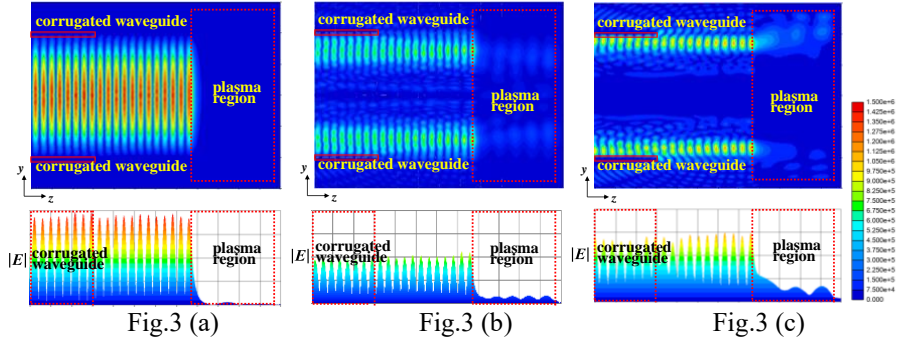 corrugated waveguide
plasma
region
corrugated waveguide
y
z
|E|
corrugated
waveguide
plasma
region
Fig.3 (a)
corrugated waveguide
plasma
region
corrugated waveguide
y
z
|E|
corrugated
waveguide
plasma
region
Fig.3 (b)
corrugated waveguide
plasma
region
corrugated waveguide
y
z
|E|
corrugated
waveguide
plasma
region
Fig.3 (c)
1.500e+6
1.425e+6
1.350e+6
1.275e+6
1.200e+6
1.125e+6
1.050e+6
9.750e+5
9.000e+5
8.250e+5
7.500e+5
6.750e+5
6.000e+5
5.250e+5
4.500e+5
3.750e+5
3.000e+5
2.250e+5
1.500e+5
7.500e+4
0.000